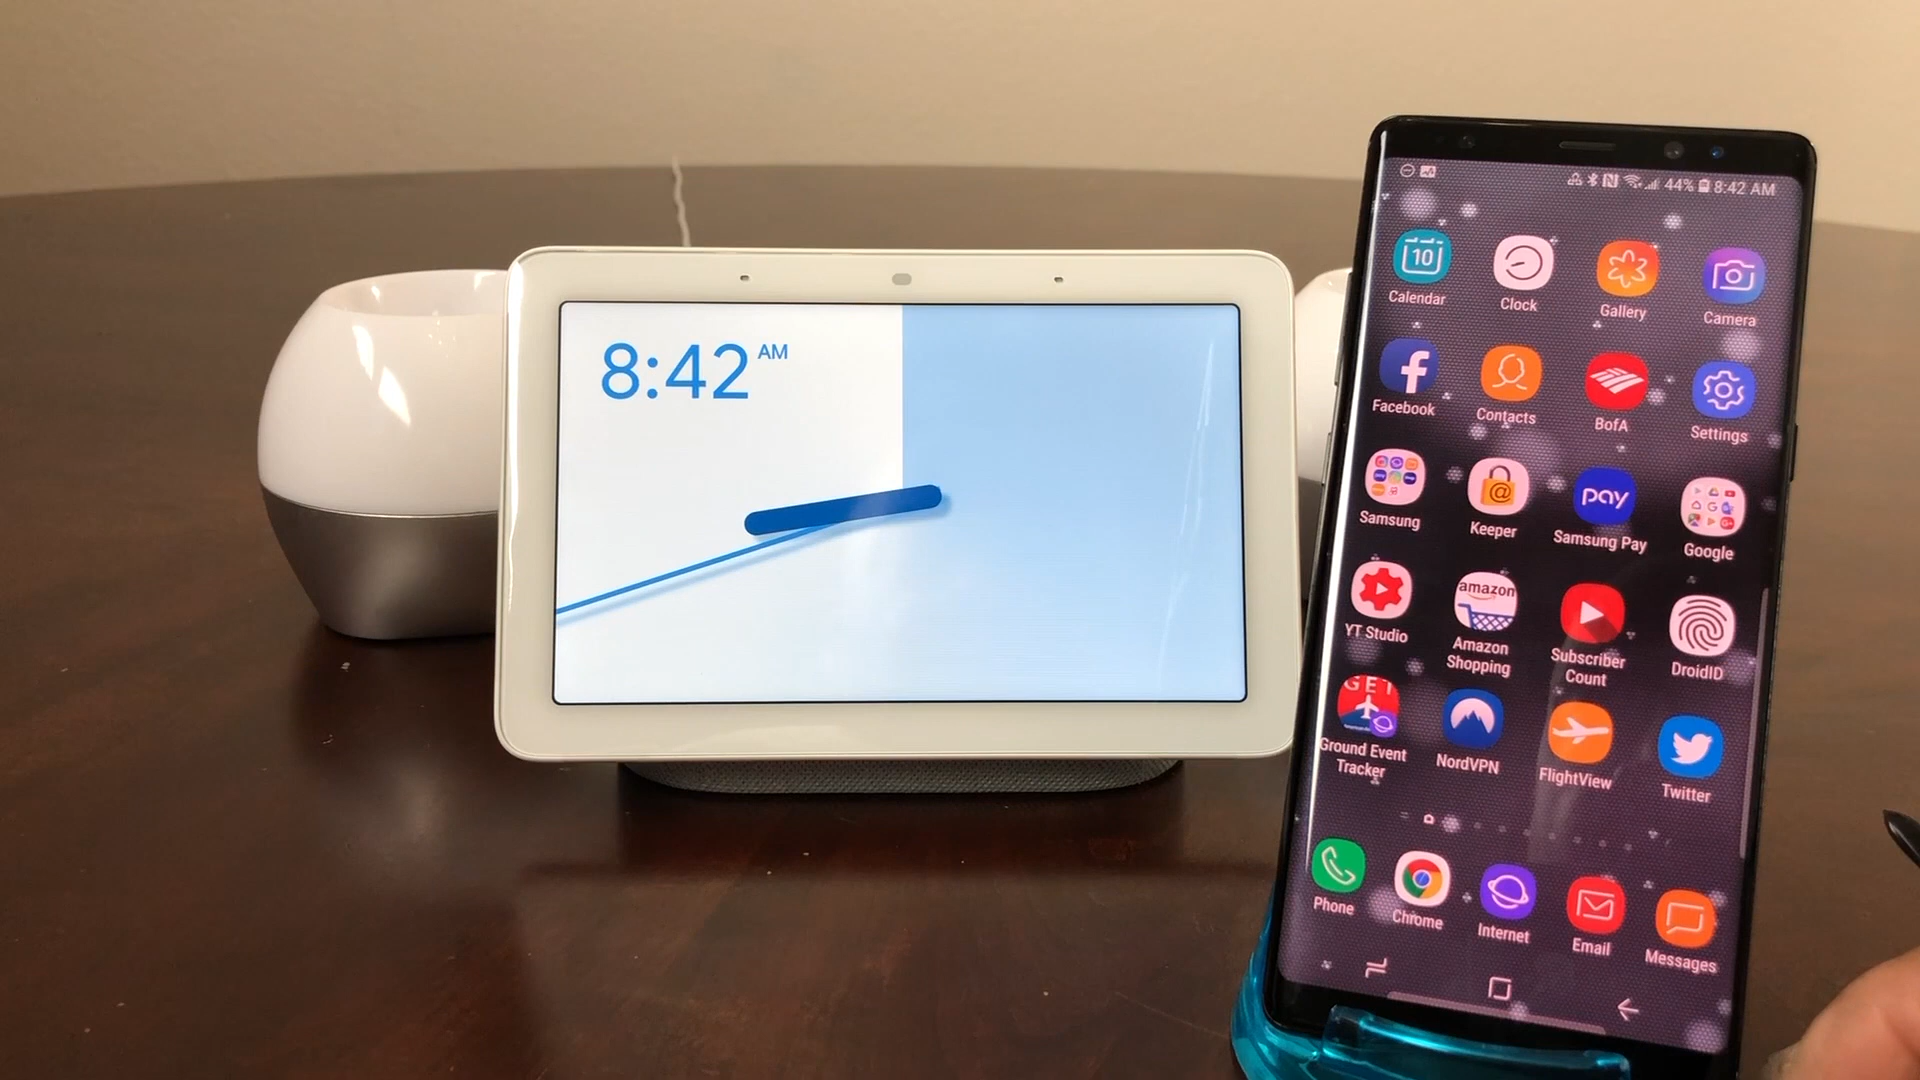 8:42 AM
44% 8:42 AM
10
Calendar
Clock
Gallery
Camera
Facebook
Contacts
BofA
Settings
Samsung
Keeper
pay
Samsung Pay
Google
YT Studio
amazon
Amazon
Shopping
Subscriber
Count
DroidID
GET
Ground Event
Tracker
NordVPN
FlightView
Twitter
Phone
Chrome
Internet
Email
Messages